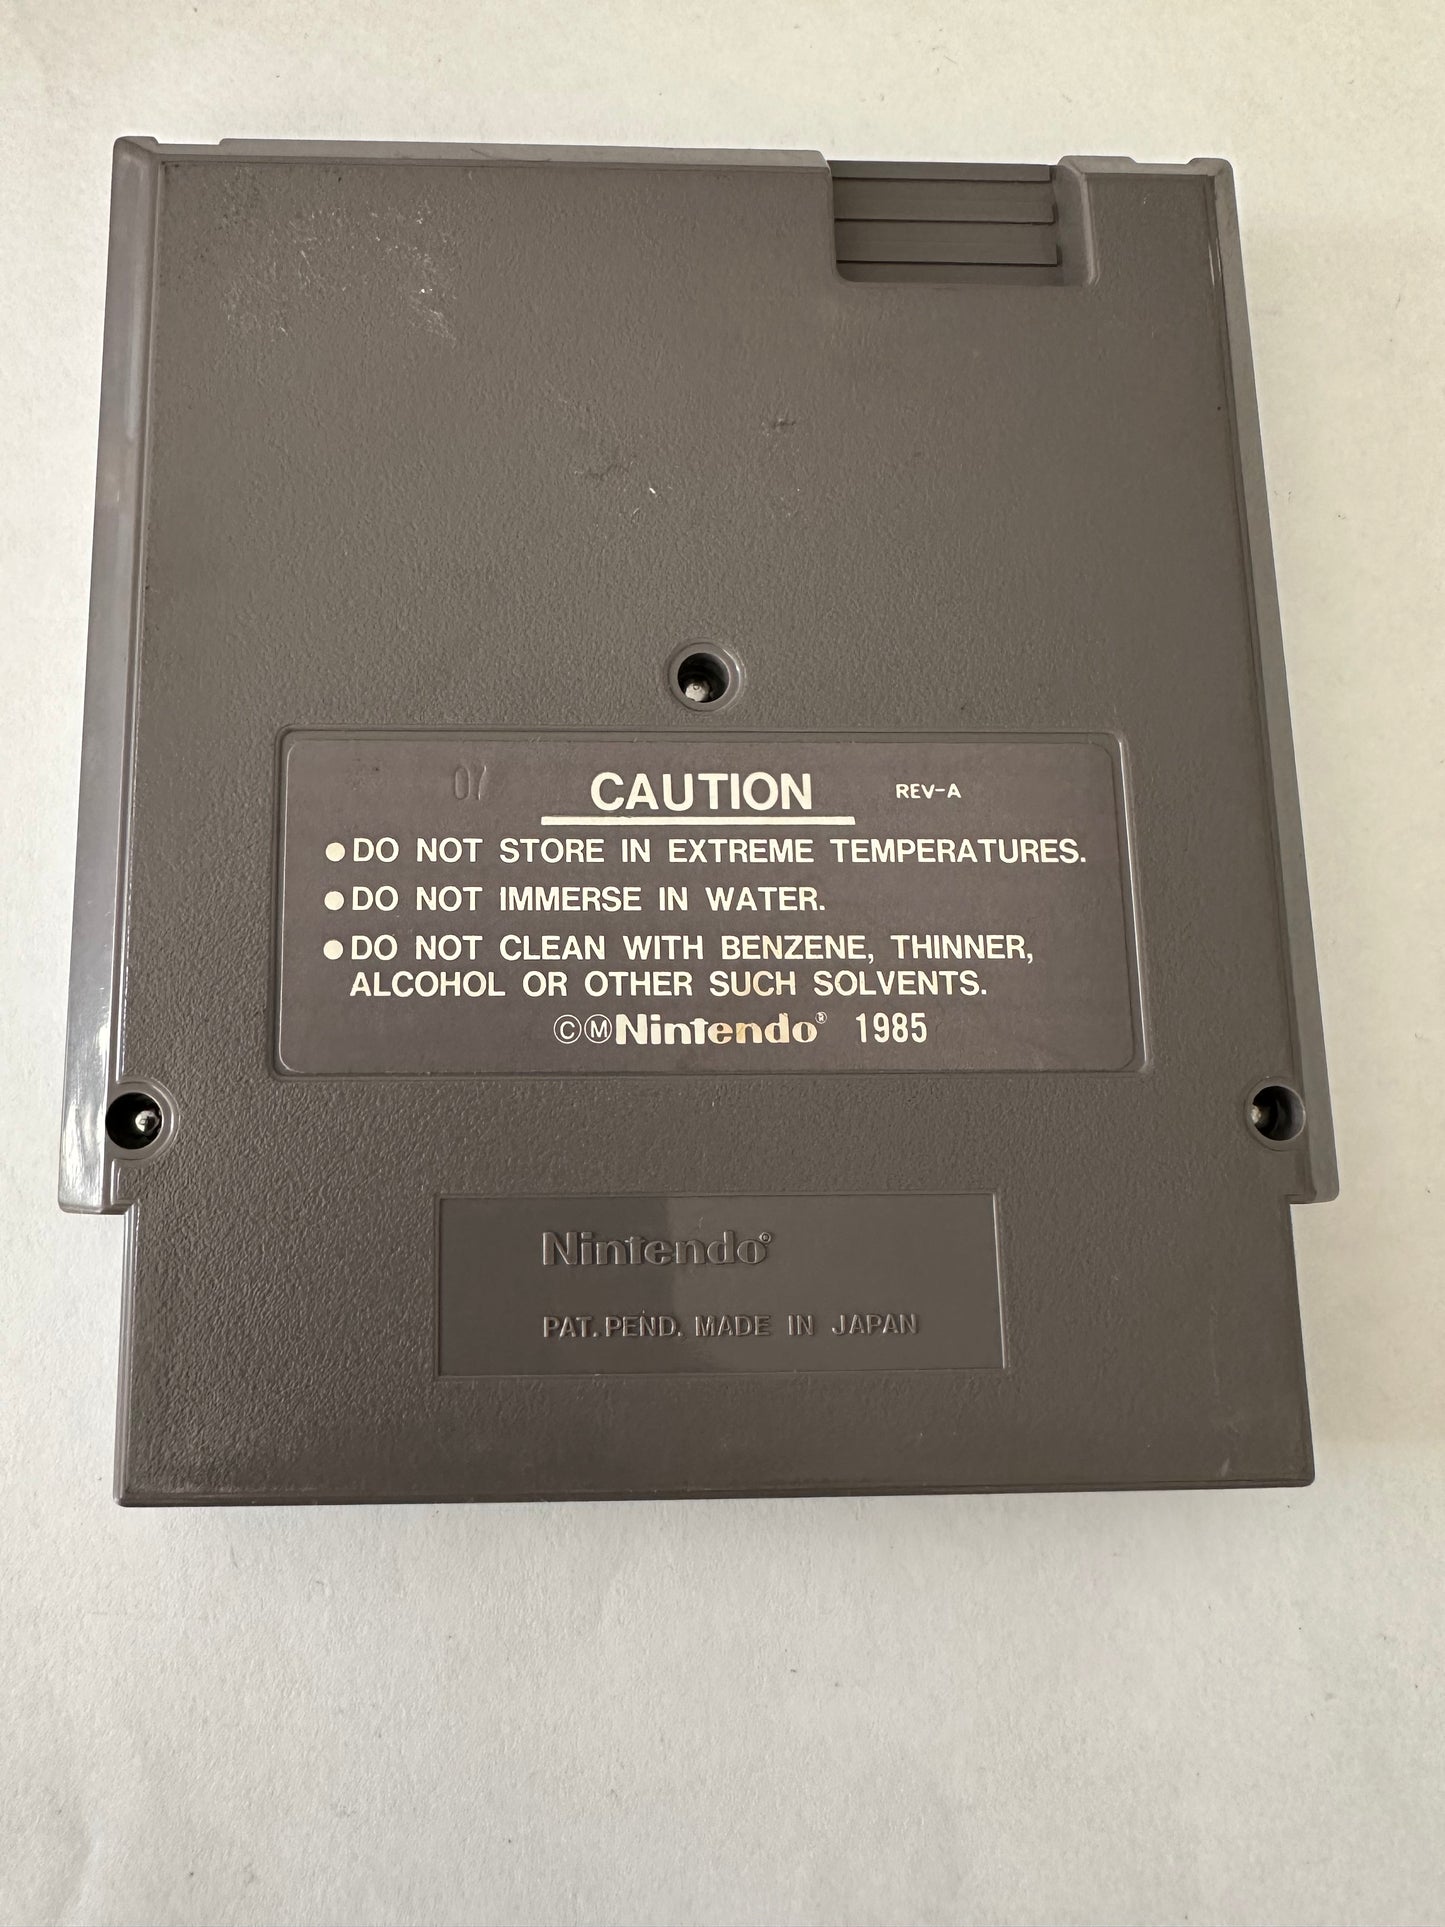 07
CAUTION REV-A
●DO NOT STORE IN EXTREME TEMPERATURES.
●DO NOT IMMERSE IN WATER.
●DO NOT CLEAN WITH BENZENE, THINNER,
ALCOHOL OR OTHER SUCH SOLVENTS.
ⒸⓂNintendo® 1985
Nintendo®
PAT. PEND. MADE IN JAPAN